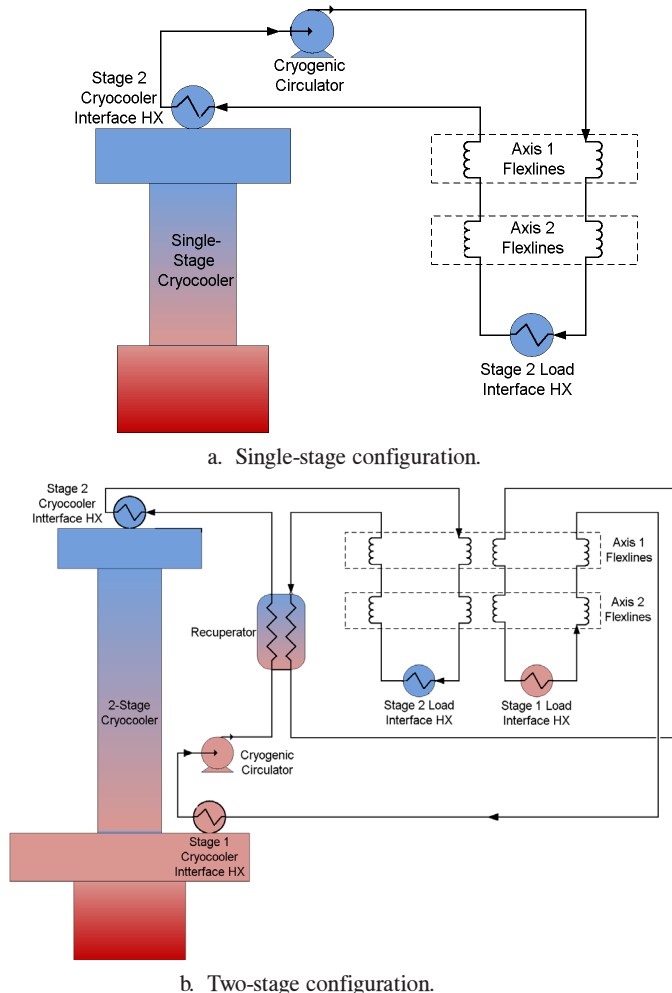 Cryogenic
Circulator
Stage 2
Cryocooler
Interface HX
Axis 1
Flexlines
Single-
Stage
Cryocooler
Axis 2
Flexlines
Stage 2 Load
Interface HX
a. Single-stage configuration.
Stage 2
Cryocooler
Intterface HX
Axis 1
Flexlines
Axis 2
Flexlines
Recuperator
2-Stage
Cryocooler
Stage 2 Load
Interface HX
Stage 1 Load
Interface HX
Cryogenic
Circulator
Stage 1
Cryocooler
Intterface HX
b. Two-stage configuration.